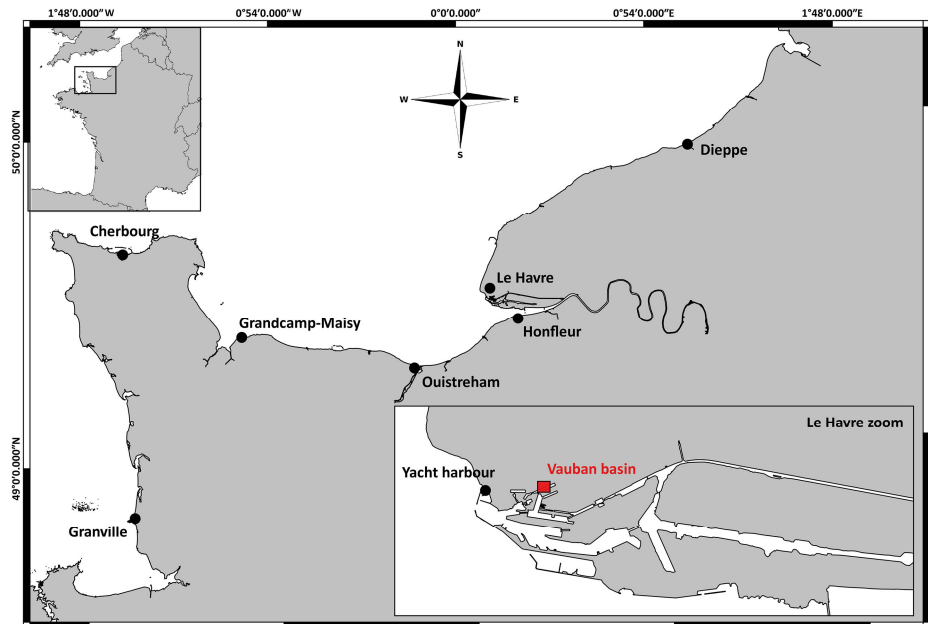 1°48'0.000"W
0°54'0.000"W
0°0'0.000"E
0°54'0.000"E
1°48'0.000"E
50°0'0.000"N
49°0'0.000"N
N
W
E
S
Dieppe
Cherbourg
Le Havre
Grandcamp-Maisy
Honfleur
Ouistreham
Le Havre zoom
Yacht harbour
Vauban basin
Granville